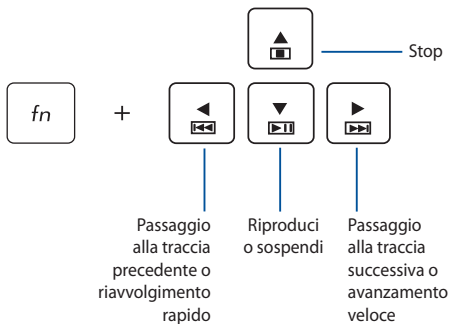 Stop
fn
+
Passaggio
alla traccia
precedente o
riavvolgimento
rapido
Riproduci
o sospendi
Passaggio
alla traccia
successiva o
avanzamento
veloce